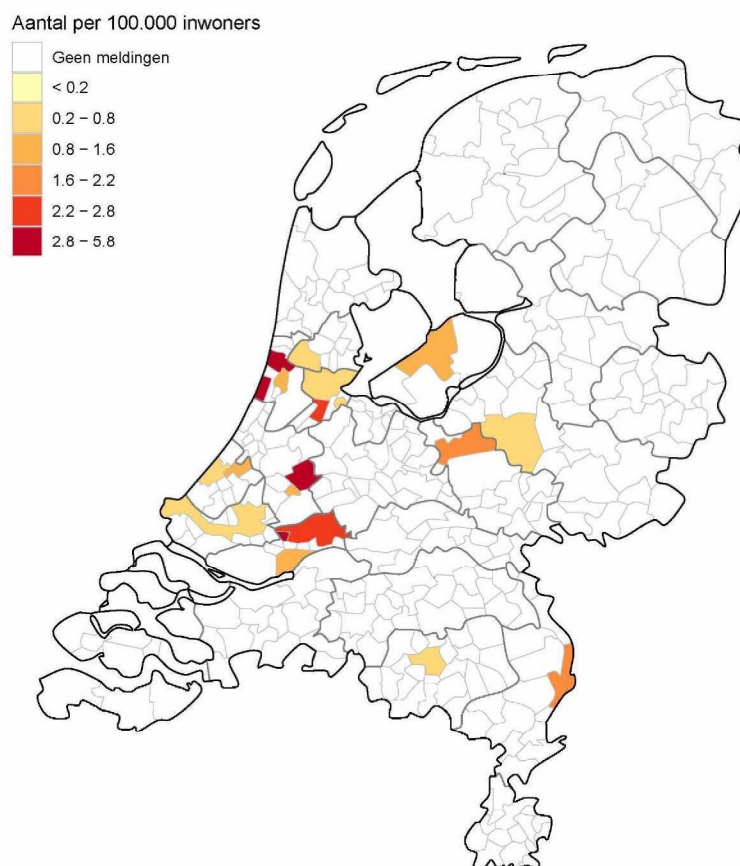 Aantal per 100.000 inwoners
Geen meldingen
< 0.2
0.2 – 0.8
0.8 – 1.6
1.6 – 2.2
2.2 – 2.8
2.8 – 5.8